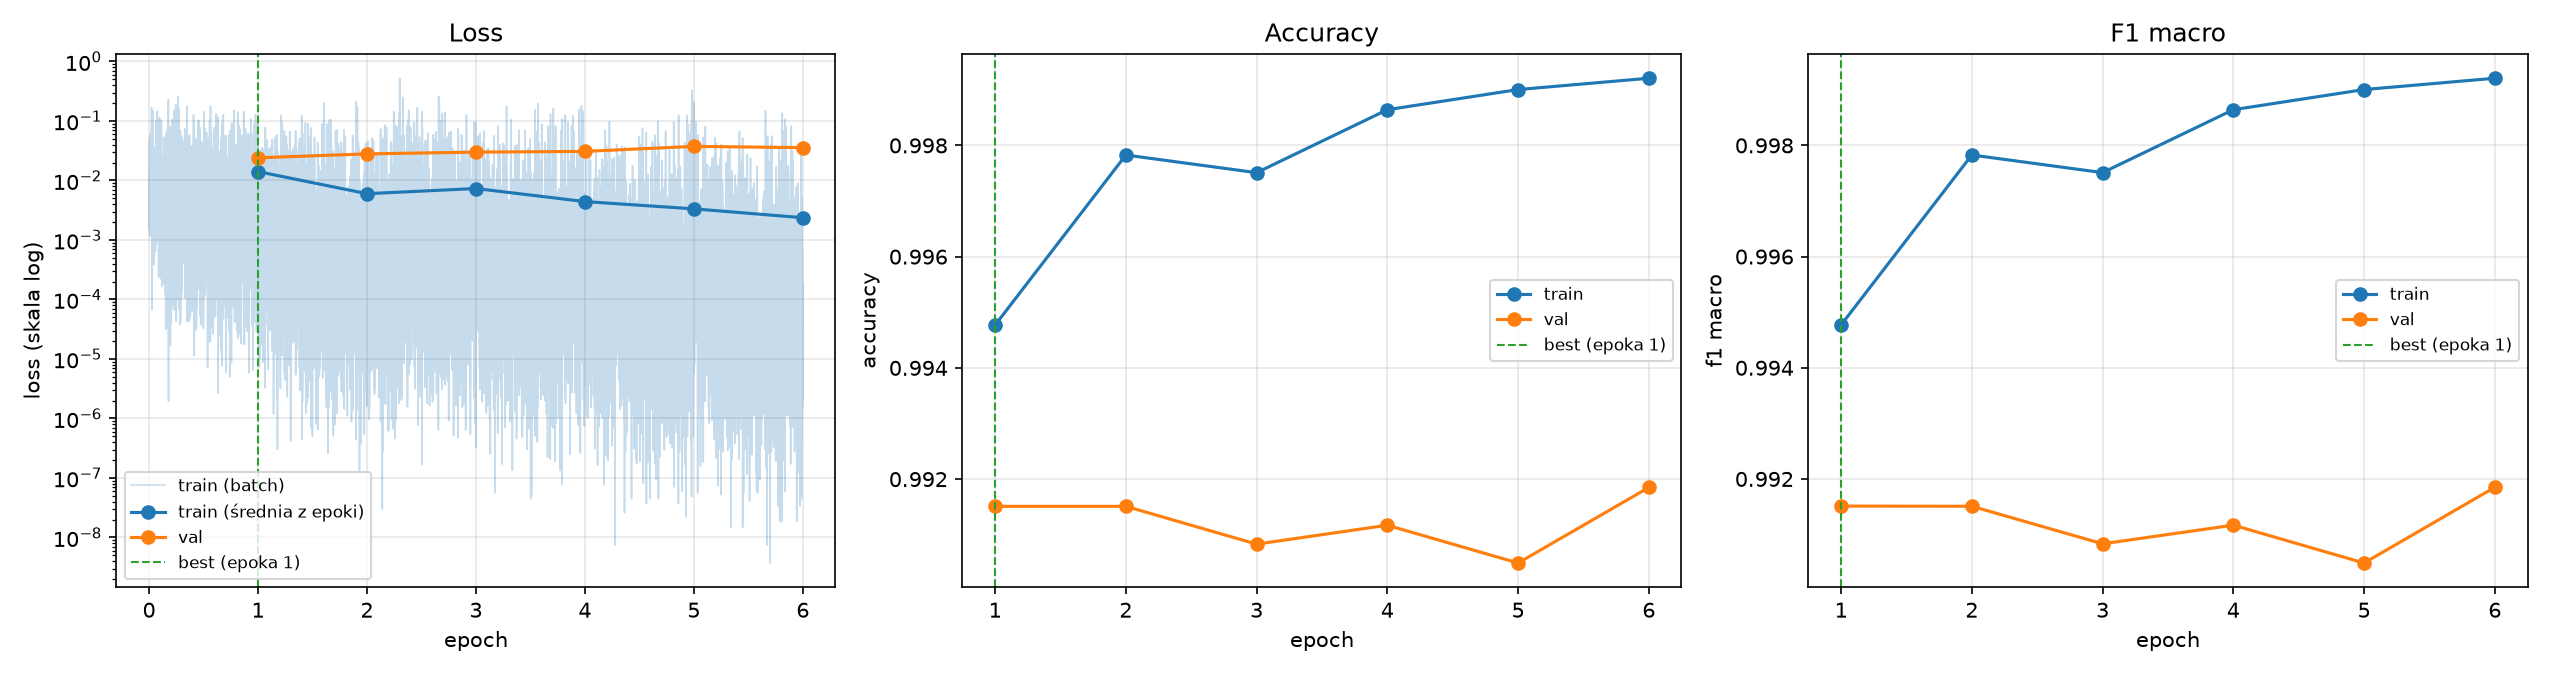 Loss
loss (skala log)
10⁰
10⁻¹
10⁻²
10⁻³
10⁻⁴
10⁻⁵
10⁻⁶
10⁻⁷
10⁻⁸
train (batch)
train (średnia z epoki)
val
best (epoka 1)
0 1 2 3 4 5 6
epoch
Accuracy
accuracy
0.998
0.996
0.994
0.992
train
val
best (epoka 1)
1 2 3 4 5 6
epoch
F1 macro
f1 macro
0.998
0.996
0.994
0.992
train
val
best (epoka 1)
1 2 3 4 5 6
epoch